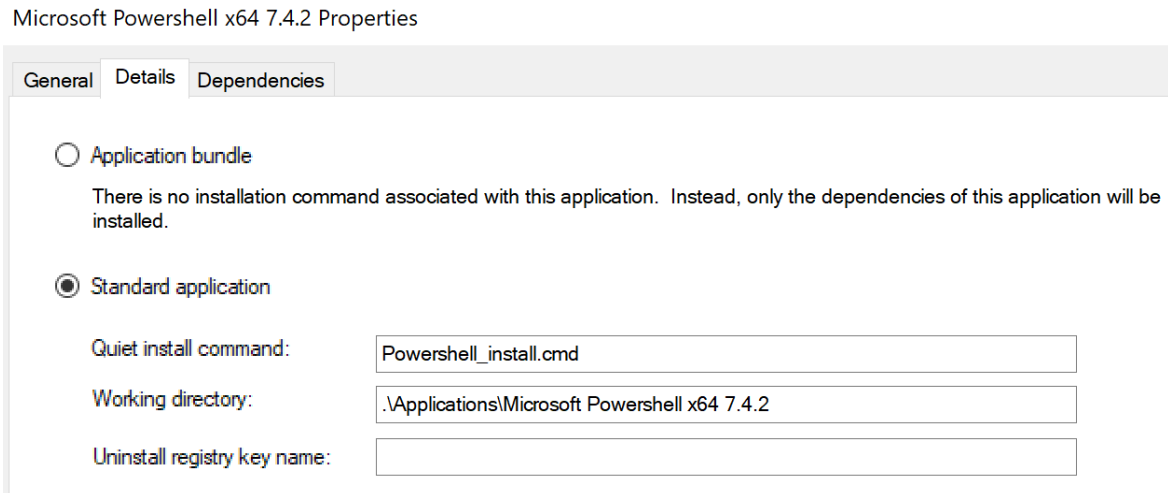 Microsoft Powershell x64 7.4.2 Properties
General Details Dependencies
Application bundle
There is no installation command associated with this application. Instead, only the dependencies of this application will be
installed.
Standard application
Quiet install command: Powershell_install.cmd
Working directory: .\Applications\Microsoft Powershell x64 7.4.2
Uninstall registry key name: